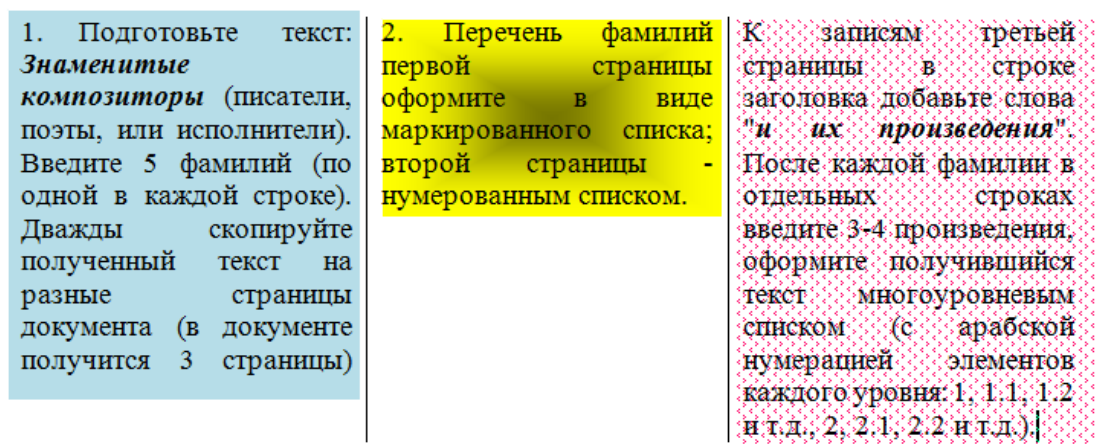 1. Подготовьте текст:
Знаменитые
композиторы (писатели,
поэты, или исполнители).
Введите 5 фамилий (по
одной в каждой строке).
Дважды скопируйте
полученный текст на
разные страницы
документа (в документе
получится 3 страницы)
2. Перечень фамилий
первой страницы
оформите в виде
маркированного списка;
второй страницы -
нумерованным списком.
К записям третьей
страницы в строке
заголовка добавьте слова
"и их произведения".
После каждой фамилии в
отдельных строках
введите 3-4 произведения,
оформите получившийся
текст многоуровневым
списком (с арабской
нумерацией элементов
каждого уровня: 1, 1.1, 1.2
и т.д., 2, 2.1, 2.2 и т.д.).